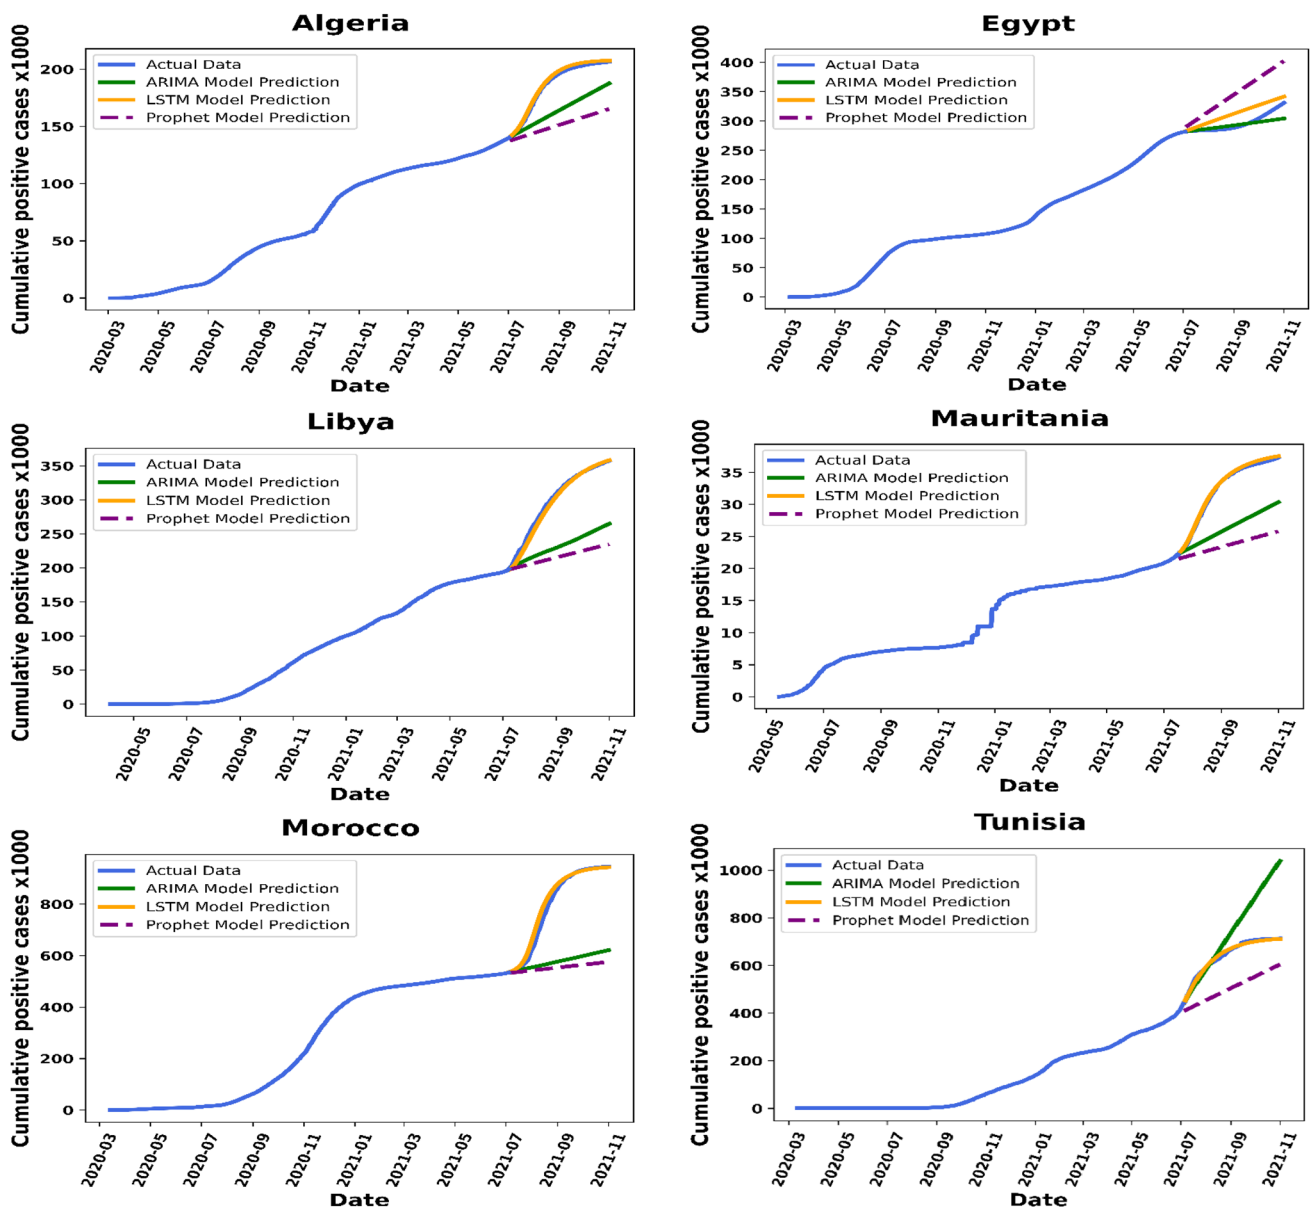 Algeria
Cumulative positive cases x1000
200
150
100
50
0
Actual Data
ARIMA Model Prediction
LSTM Model Prediction
Prophet Model Prediction
2020-03
2020-05
2020-07
2020-09
2020-11
2021-01
2021-03
2021-05
2021-07
2021-09
2021-11
Date
Egypt
Cumulative positive cases x1000
400
350
300
250
200
150
100
50
0
Actual Data
ARIMA Model Prediction
LSTM Model Prediction
Prophet Model Prediction
2020-03
2020-05
2020-07
2020-09
2020-11
2021-01
2021-03
2021-05
2021-07
2021-09
2021-11
Date
Libya
Cumulative positive cases x1000
350
300
250
200
150
100
50
0
Actual Data
ARIMA Model Prediction
LSTM Model Prediction
Prophet Model Prediction
2020-05
2020-07
2020-09
2020-11
2021-01
2021-03
2021-05
2021-07
2021-09
2021-11
Date
Mauritania
Cumulative positive cases x1000
35
30
25
20
15
10
5
0
Actual Data
ARIMA Model Prediction
LSTM Model Prediction
Prophet Model Prediction
2020-05
2020-07
2020-09
2020-11
2021-01
2021-03
2021-05
2021-07
2021-09
2021-11
Date
Morocco
Cumulative positive cases x1000
800
600
400
200
0
Actual Data
ARIMA Model Prediction
LSTM Model Prediction
Prophet Model Prediction
2020-03
2020-05
2020-07
2020-09
2020-11
2021-01
2021-03
2021-05
2021-07
2021-09
2021-11
Date
Tunisia
Cumulative positive cases x1000
1000
800
600
400
200
0
Actual Data
ARIMA Model Prediction
LSTM Model Prediction
Prophet Model Prediction
2020-03
2020-05
2020-07
2020-09
2020-11
2021-01
2021-03
2021-05
2021-07
2021-09
2021-11
Date